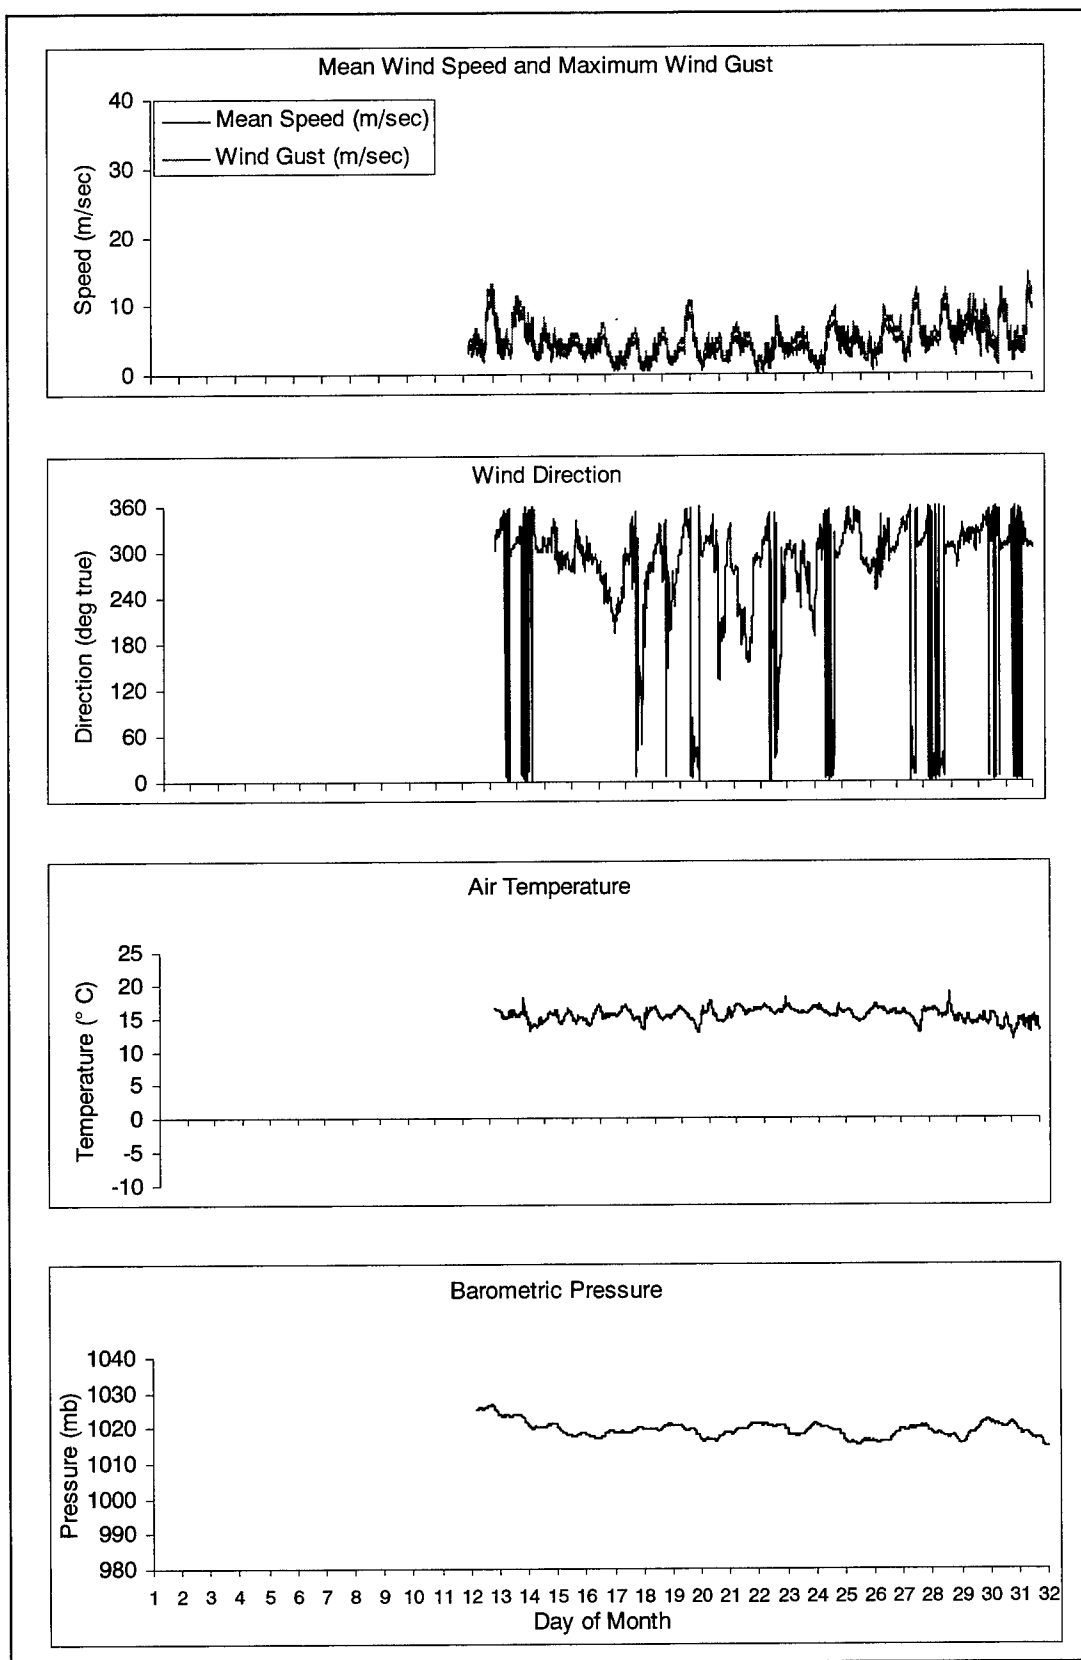 Mean Wind Speed and Maximum Wind Gust
40
30
20
10
0
Speed (m/sec)
Mean Speed (m/sec)
Wind Gust (m/sec)
Wind Direction
360
300
240
180
120
60
0
Direction (deg true)
Air Temperature
25
20
15
10
5
0
-5
-10
Temperature (° C)
Barometric Pressure
1040
1030
1020
1010
1000
990
980
Pressure (mb)
1 2 3 4 5 6 7 8 9 10 11 12 13 14 15 16 17 18 19 20 21 22 23 24 25 26 27 28 29 30 31 32
Day of Month